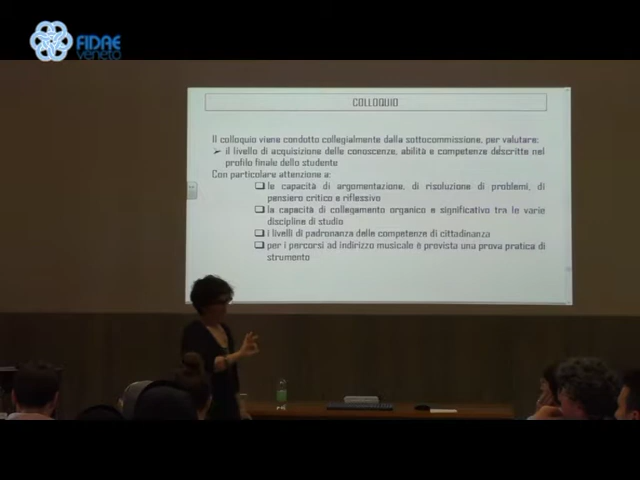 FIDAE
veneto
COLLOQUIO
Il colloquio viene condotto collegialmente dalla sottocommissione, per valutare:
➢ il livello di acquisizione delle conoscenze, abilità e competenze descritte nel
profilo finale dello studente
Con particolare attenzione a:
❑ le capacità di argomentazione, di risoluzione di problemi, di
pensiero critico e riflessivo
❑ la capacità di collegamento organico e significativo tra le varie
discipline di studio
❑ i livelli di padronanza delle competenze di cittadinanza
❑ per i percorsi ad indirizzo musicale è prevista una prova pratica di
strumento